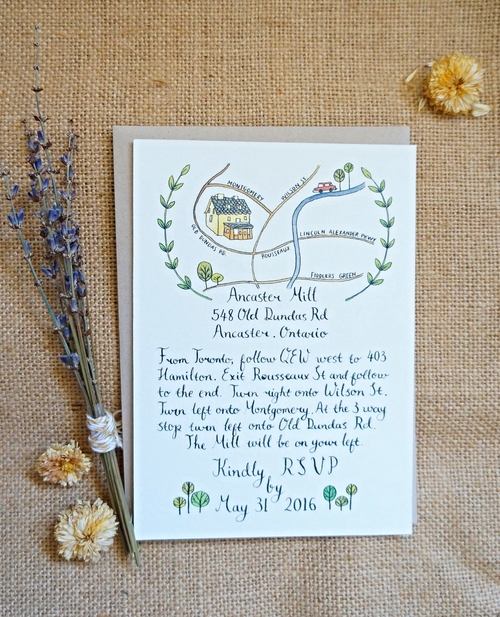 MONTGOMERY
WILSON ST.
OLD DUNDAS RD.
ROUSSEAUX
LINCOLN ALEXANDER PKWY
FIDDLERS GREEN
Ancaster Mill
548 Old Dundas Rd
Ancaster, Ontario
From Toronto, follow QEW west to 403
Hamilton. Exit Rousseaux St and follow
to the end. Turn right onto Wilson St.
Turn left onto Montgomery. At the 3 way
stop turn left onto Old Dundas Rd.
The Mill will be on your left
Kindly RSVP
by
May 31 2016